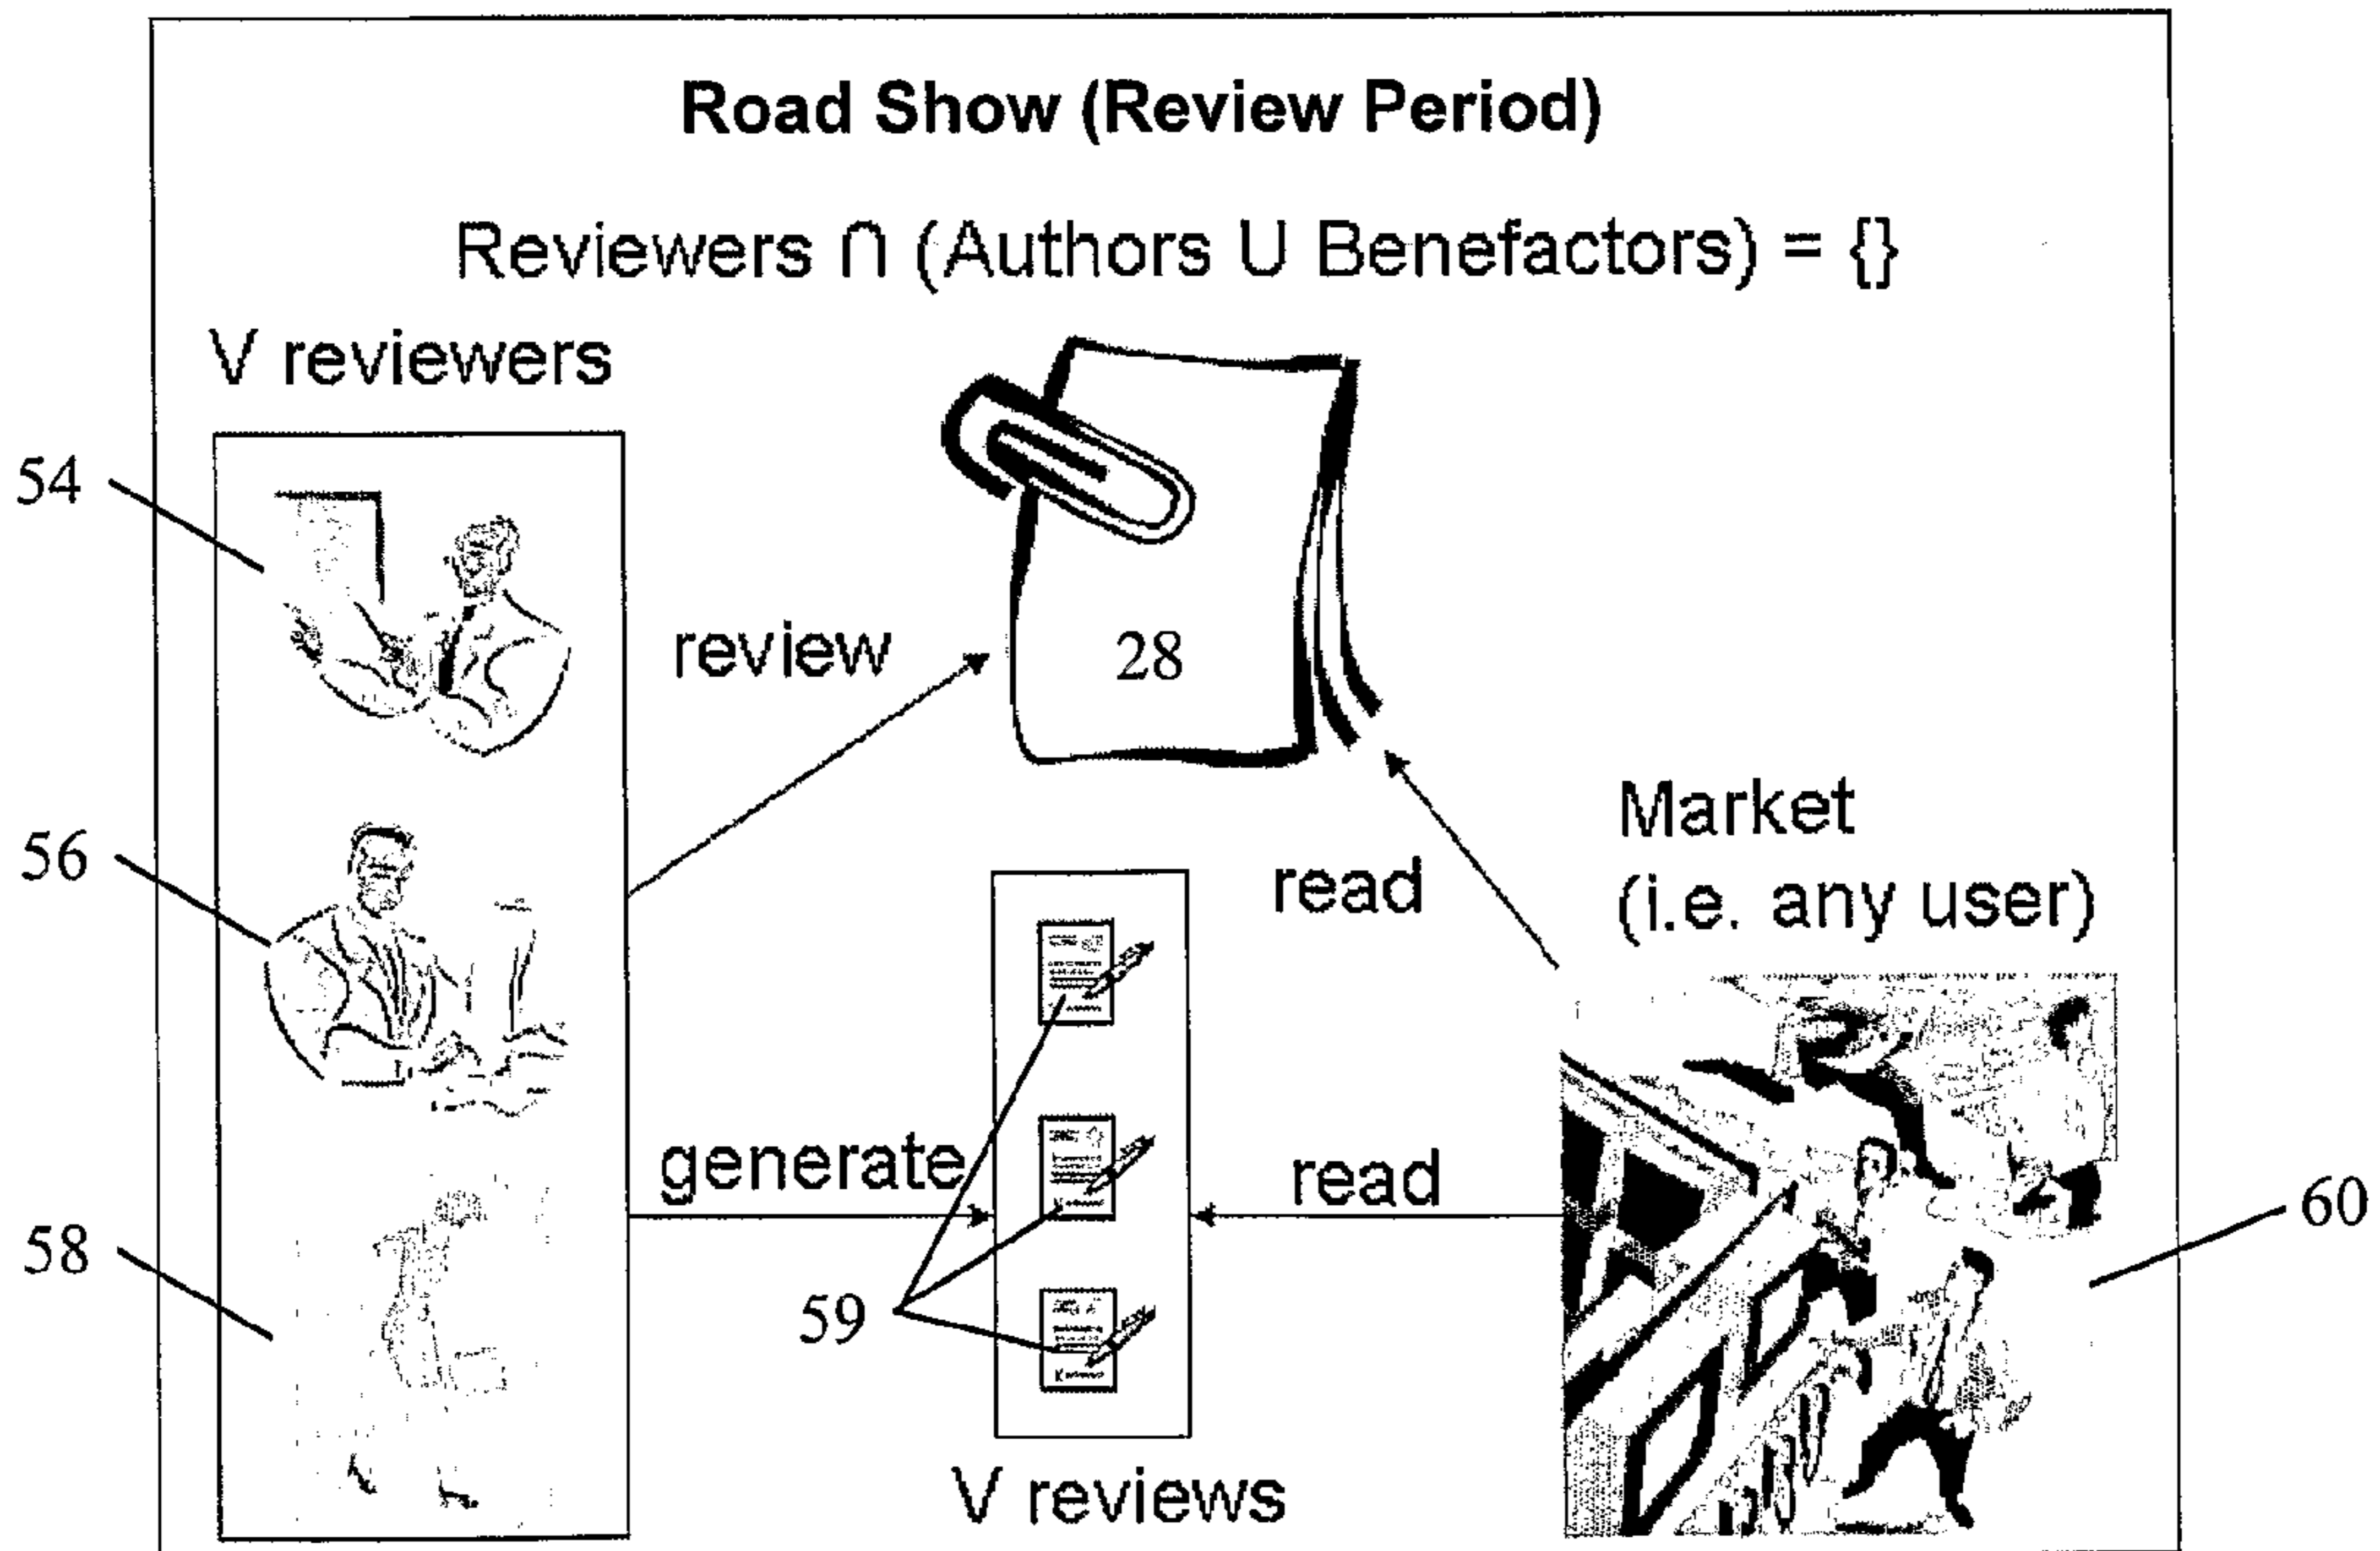 Road Show (Review Period)
Reviewers ∩ (Authors U Benefactors) = {}
V reviewers
54
review
28
Market
(i.e. any user)
56
read
generate
read
58
60
59
V reviews